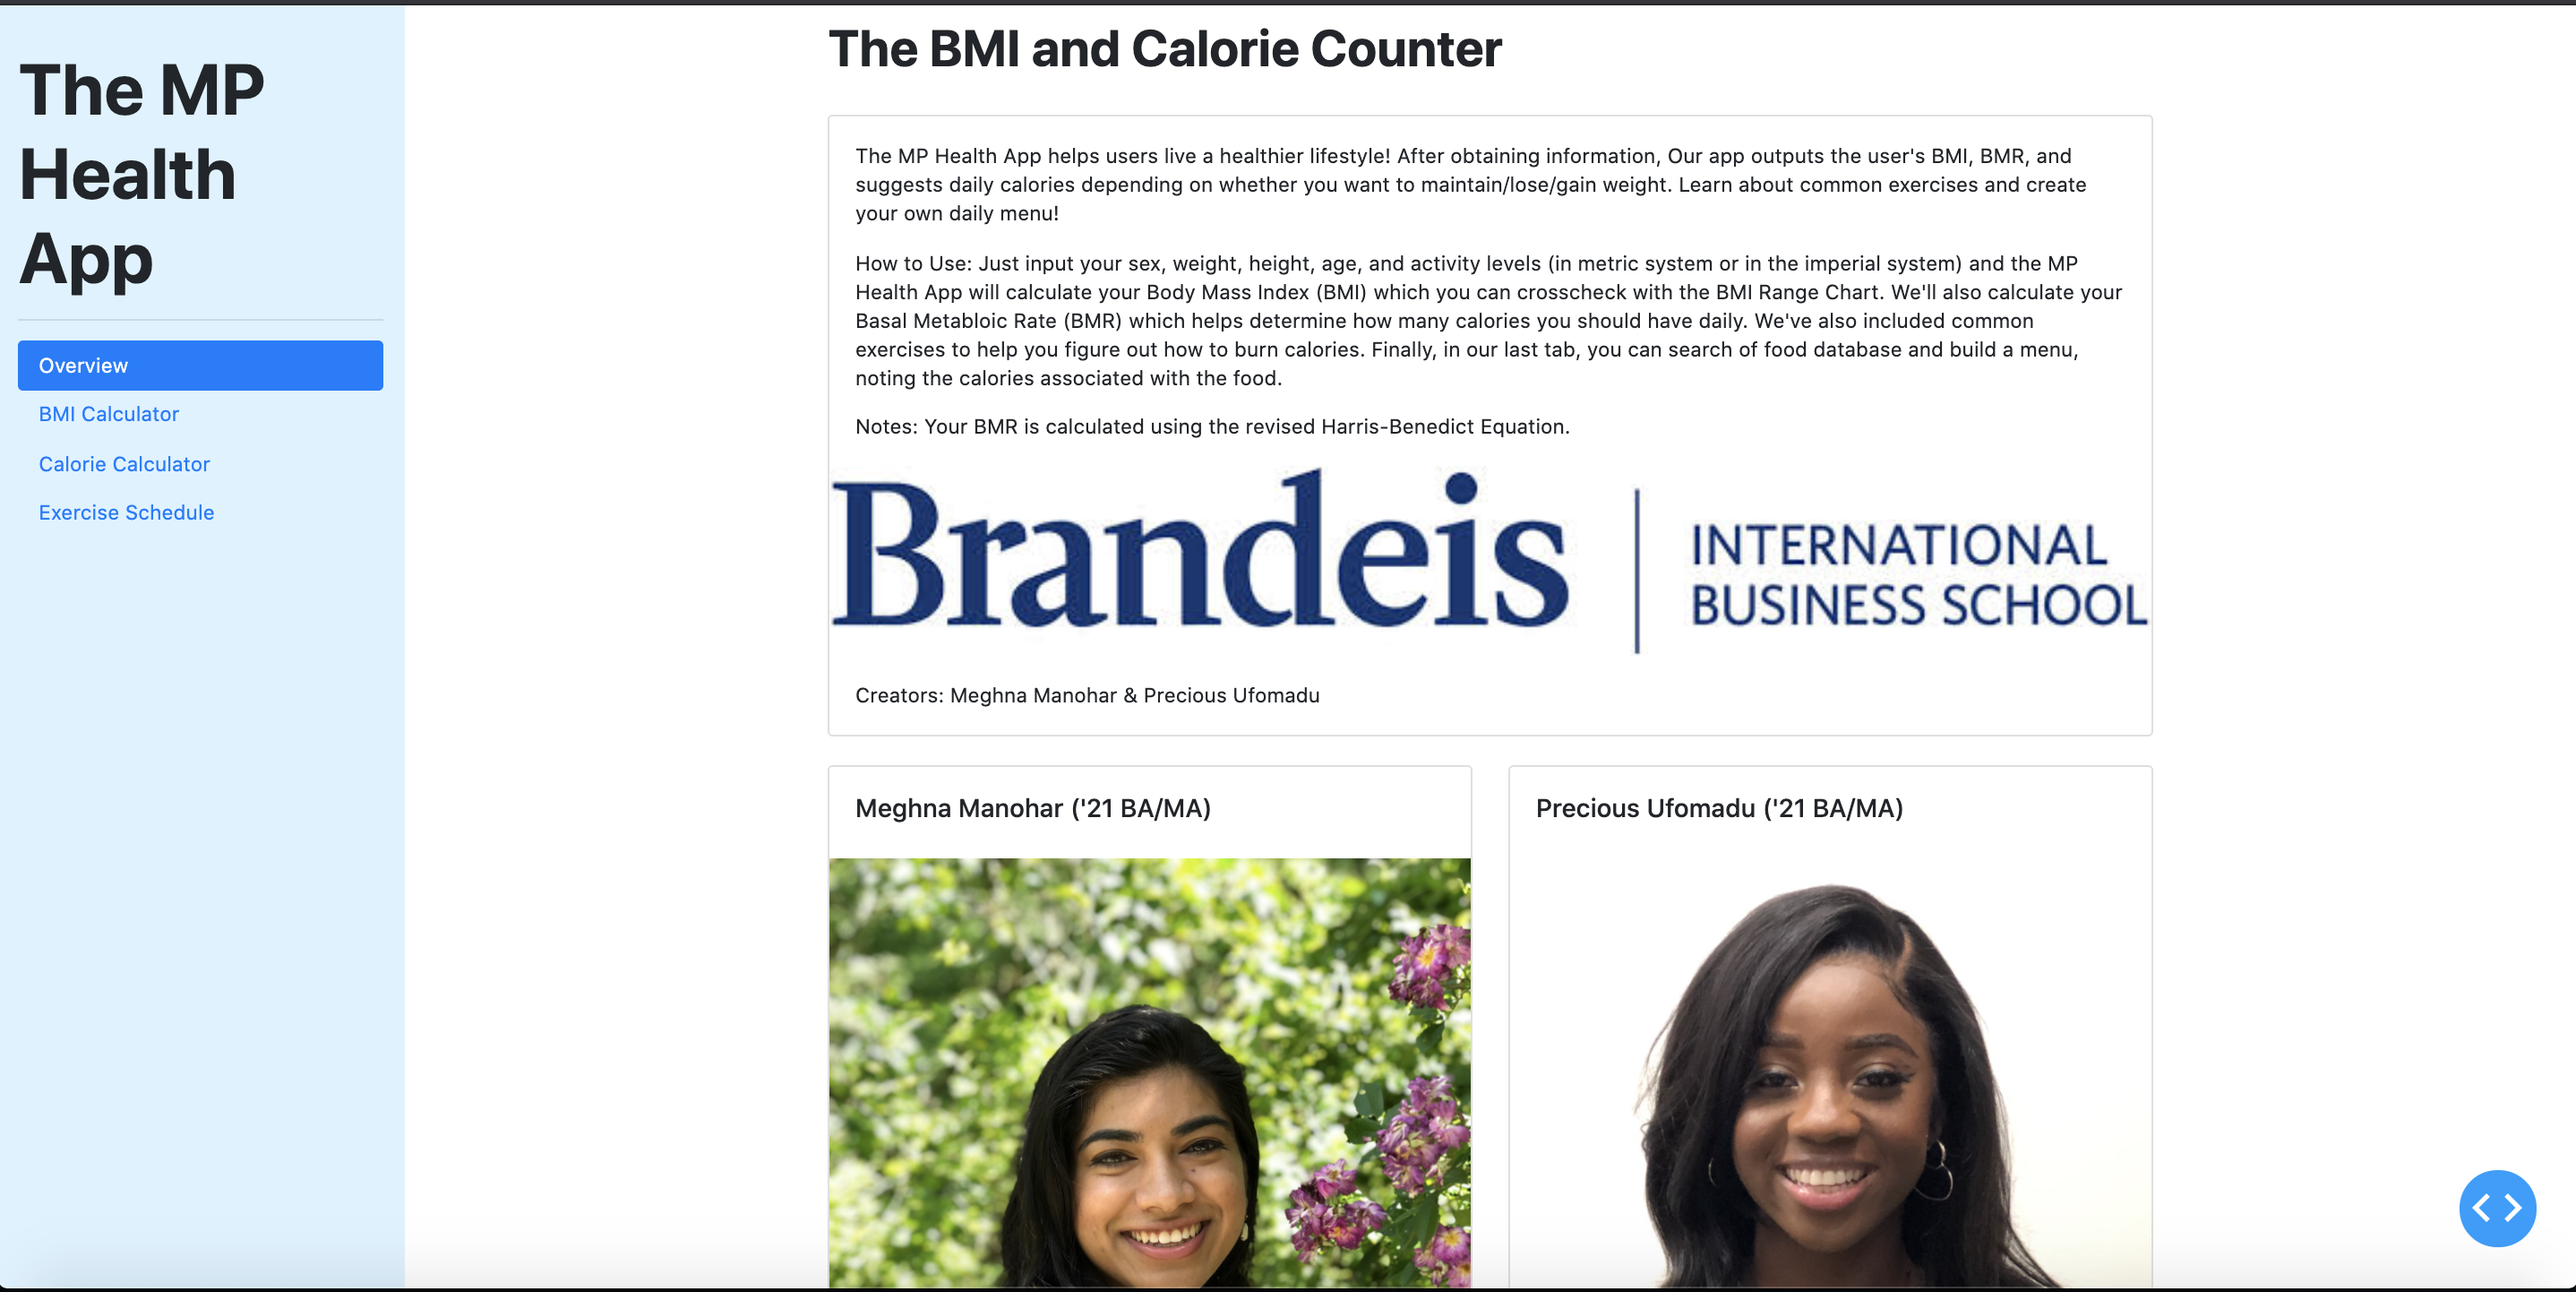 The MP
Health
App
Overview
BMI Calculator
Calorie Calculator
Exercise Schedule
The BMI and Calorie Counter
The MP Health App helps users live a healthier lifestyle! After obtaining information, Our app outputs the user's BMI, BMR, and
suggests daily calories depending on whether you want to maintain/lose/gain weight. Learn about common exercises and create
your own daily menu!
How to Use: Just input your sex, weight, height, age, and activity levels (in metric system or in the imperial system) and the MP
Health App will calculate your Body Mass Index (BMI) which you can crosscheck with the BMI Range Chart. We'll also calculate your
Basal Metabloic Rate (BMR) which helps determine how many calories you should have daily. We've also included common
exercises to help you figure out how to burn calories. Finally, in our last tab, you can search of food database and build a menu,
noting the calories associated with the food.
Notes: Your BMR is calculated using the revised Harris-Benedict Equation.
Brandeis
INTERNATIONAL
BUSINESS SCHOOL
Creators: Meghna Manohar & Precious Ufomadu
Meghna Manohar ('21 BA/MA)
Precious Ufomadu ('21 BA/MA)